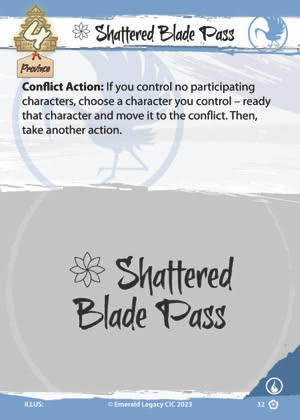 4
Shattered Blade Pass
Province
Conflict Action: If you control no participating
characters, choose a character you control – ready
that character and move it to the conflict. Then,
take another action.
Shattered
Blade Pass
ILLUS:
© Emerald Legacy CIC 2023
32